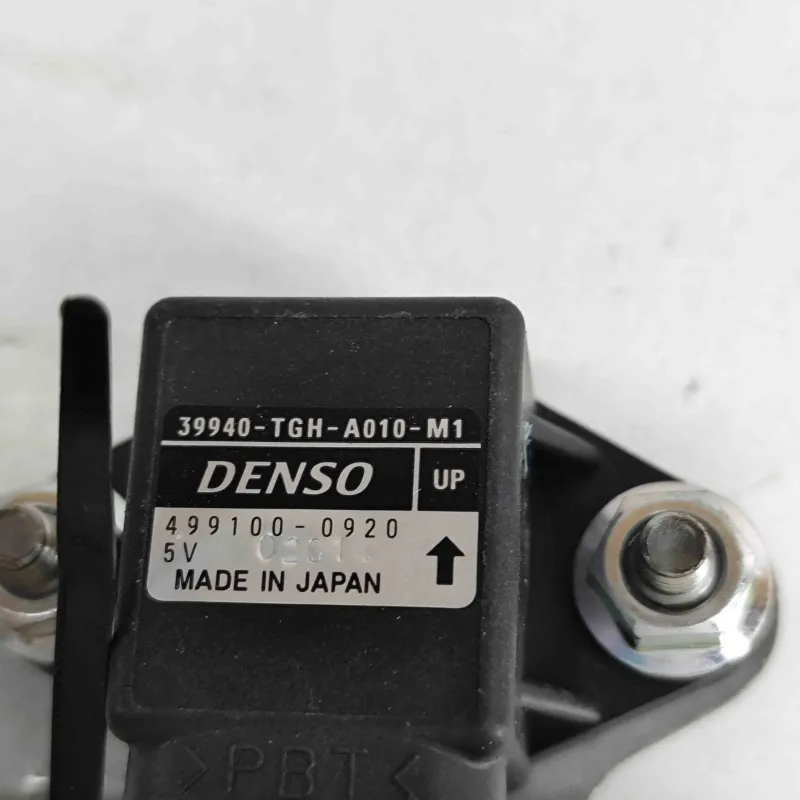 39940-TGH-A010-M1
DENSO UP
499100-0920
5V
MADE IN JAPAN
>PBT<